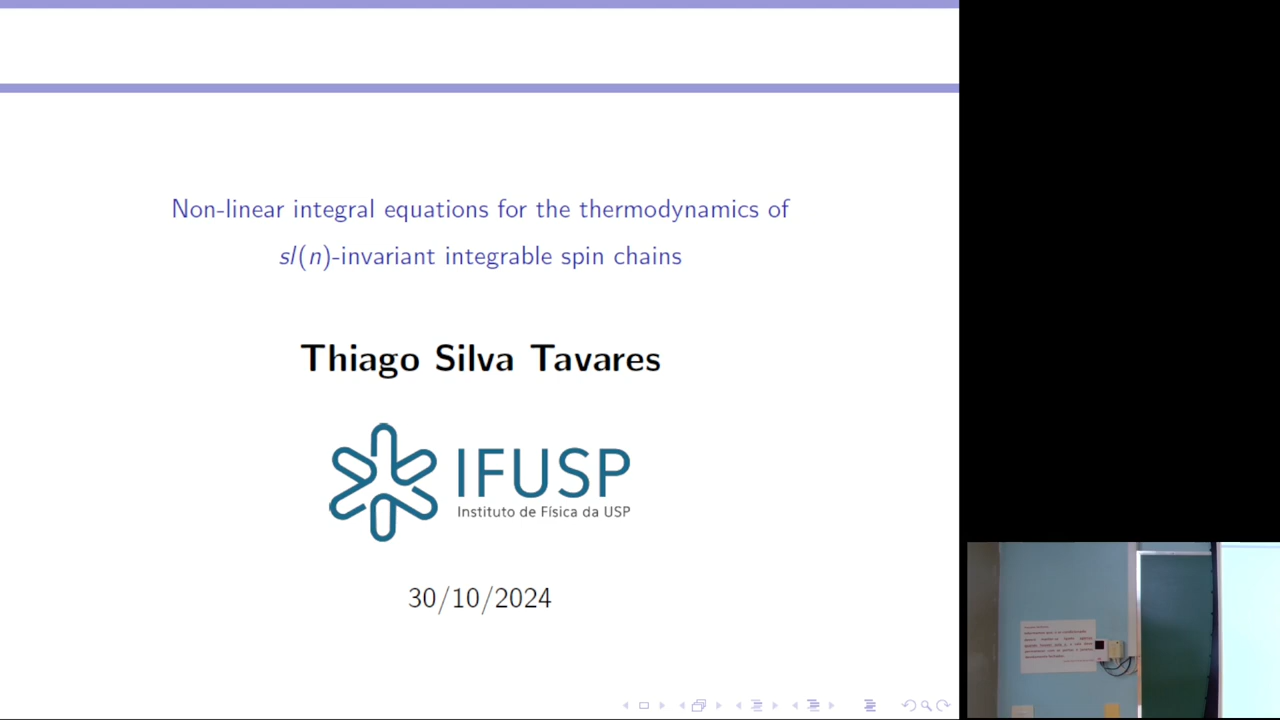 Non-linear integral equations for the thermodynamics of
sl(n)-invariant integrable spin chains
Thiago Silva Tavares
IFUSP
Instituto de Física da USP
30/10/2024